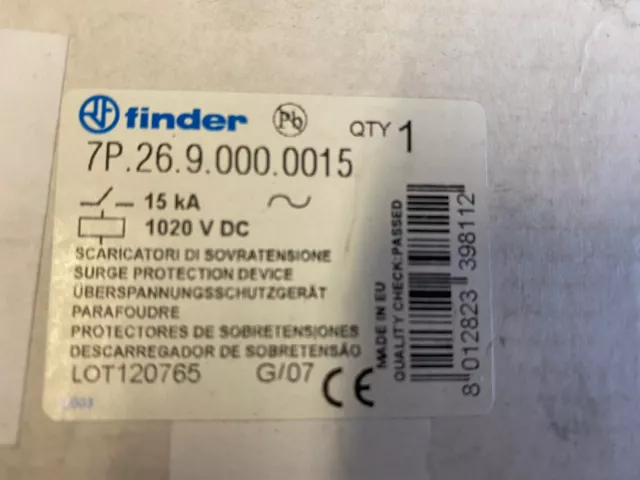 finder
Pb
QTY 1
7P.26.9.000.0015
15 kA
1020 V DC
SCARICATORI DI SOVRATENSIONE
SURGE PROTECTION DEVICE
ÜBERSPANNUNGSSCHUTZGERÄT
PARAFOUDRE
PROTECTORES DE SOBRETENSIONES
DESCARREGADOR DE SOBRETENSÃO
LOT120765 G/07
CE
MADE IN EU
QUALITY CHECK:PASSED
8 012823 398112